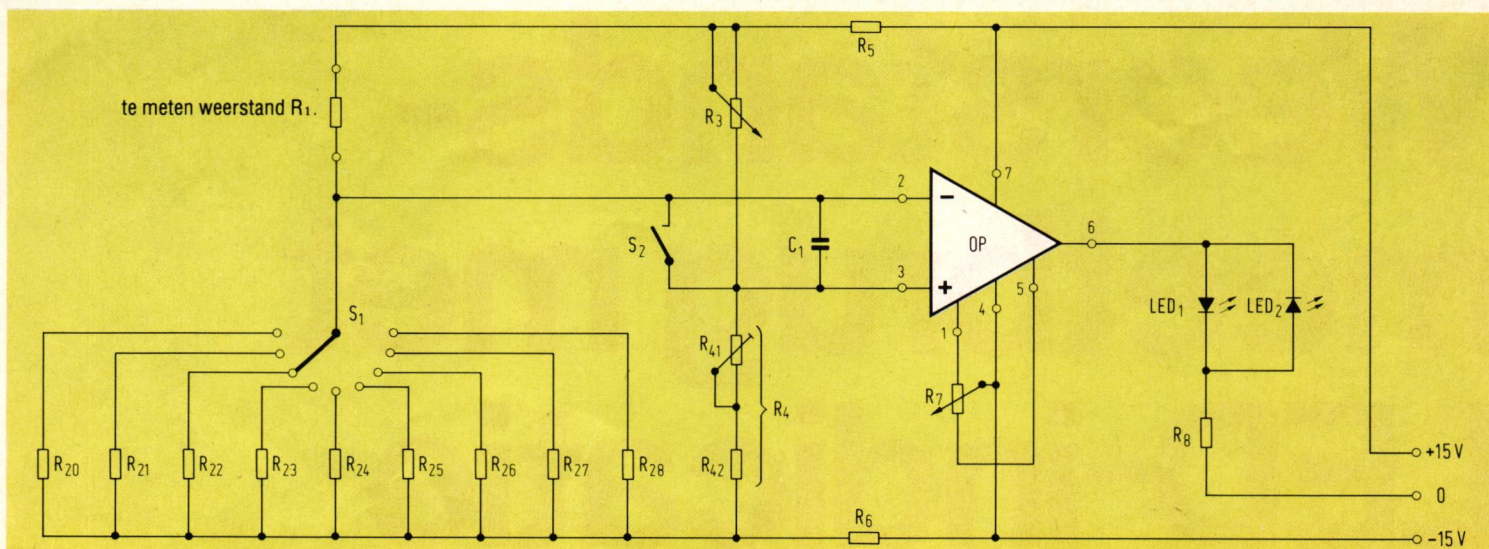 R5
te meten weerstand R1.
R3
2
7
S2
C1
−
OP
6
3
+
5
4
1
S1
LED1
LED2
R41
R4
R7
R8
R20
R21
R22
R23
R24
R25
R26
R27
R28
R42
+15 V
0
R6
−15 V